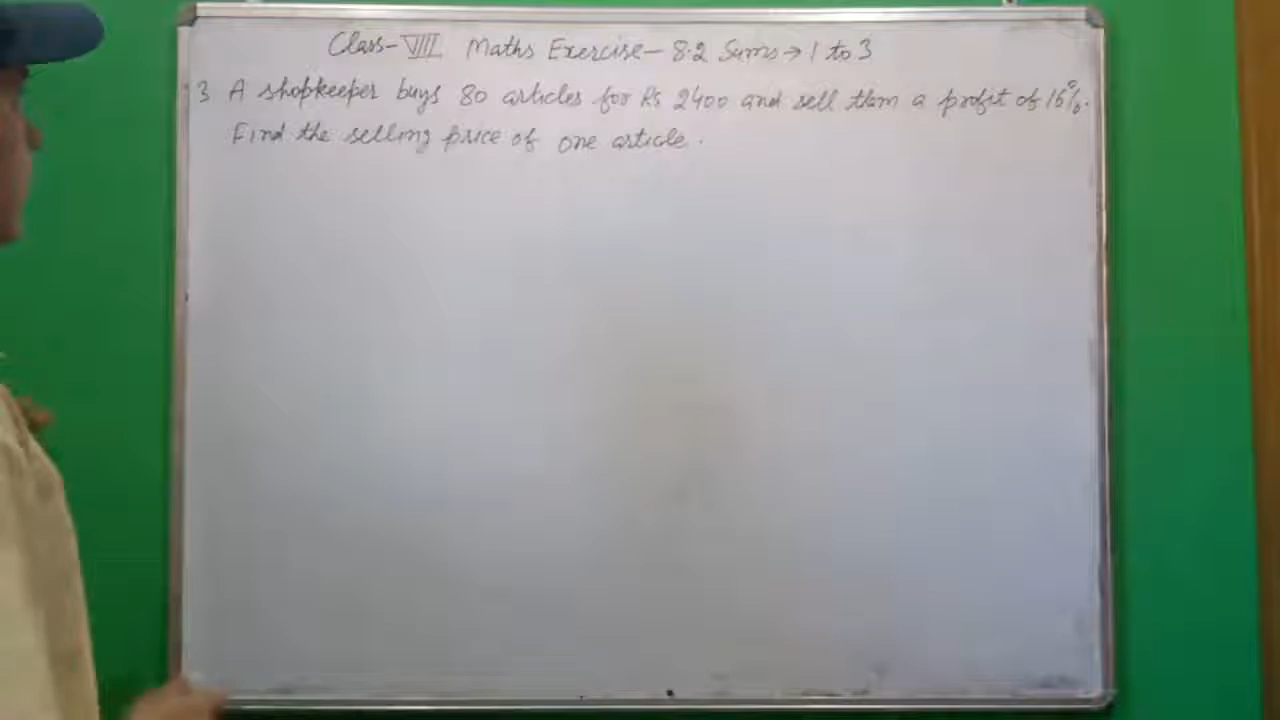 Class-VIII Maths Exercise-8.2 Sums→1 to 3
3 A shopkeeper buys 80 articles for Rs 2400 and sell them a profit of 16%.
Find the selling price of one article.